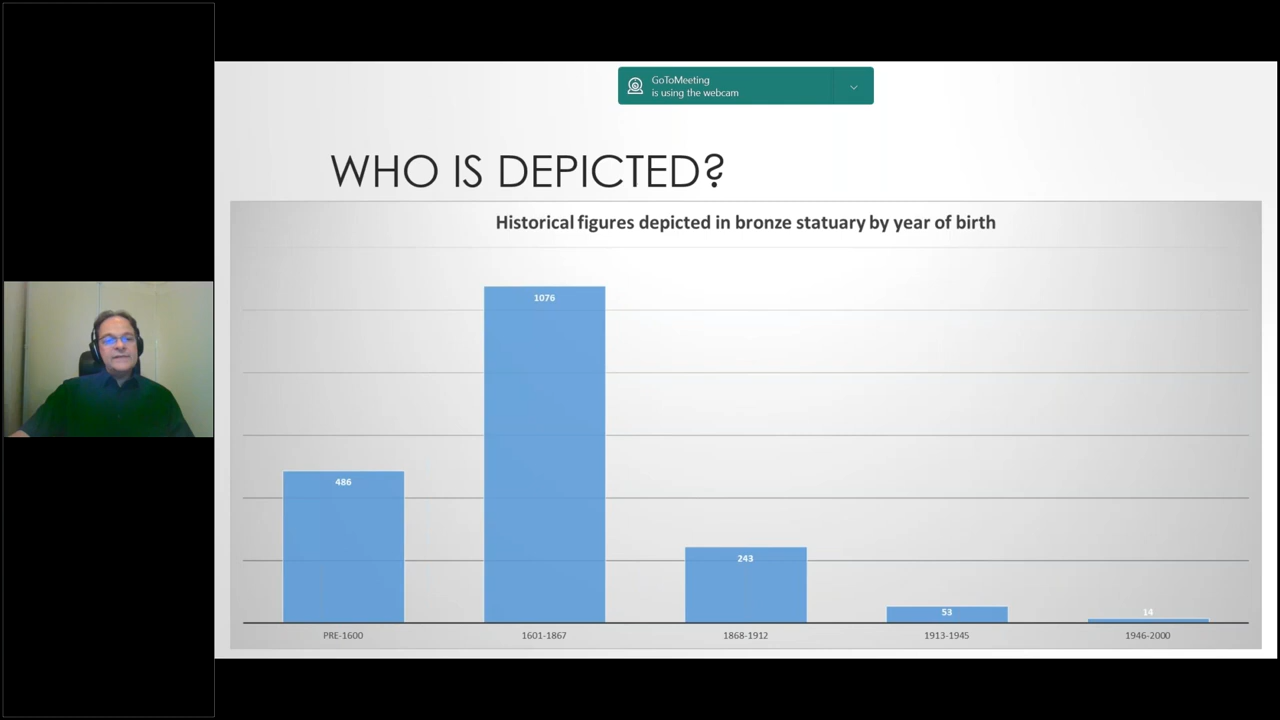 GoToMeeting
is using the webcam
WHO IS DEPICTED?
Historical figures depicted in bronze statuary by year of birth
1076
486
243
53
14
PRE-1600
1601-1867
1868-1912
1913-1945
1946-2000